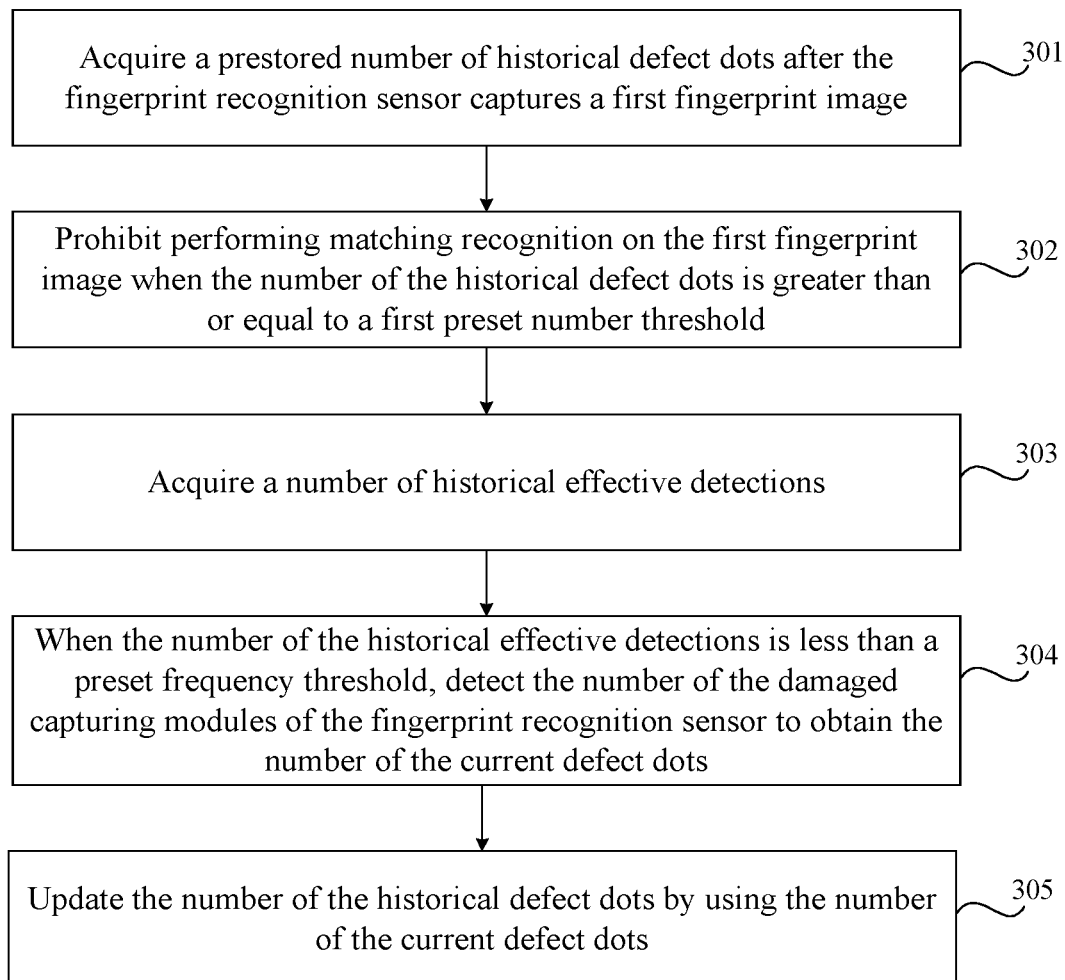 Acquire a prestored number of historical defect dots after the
fingerprint recognition sensor captures a first fingerprint image
301
Prohibit performing matching recognition on the first fingerprint
image when the number of the historical defect dots is greater than
or equal to a first preset number threshold
302
Acquire a number of historical effective detections
303
When the number of the historical effective detections is less than a
preset frequency threshold, detect the number of the damaged
capturing modules of the fingerprint recognition sensor to obtain the
number of the current defect dots
304
Update the number of the historical defect dots by using the number
of the current defect dots
305